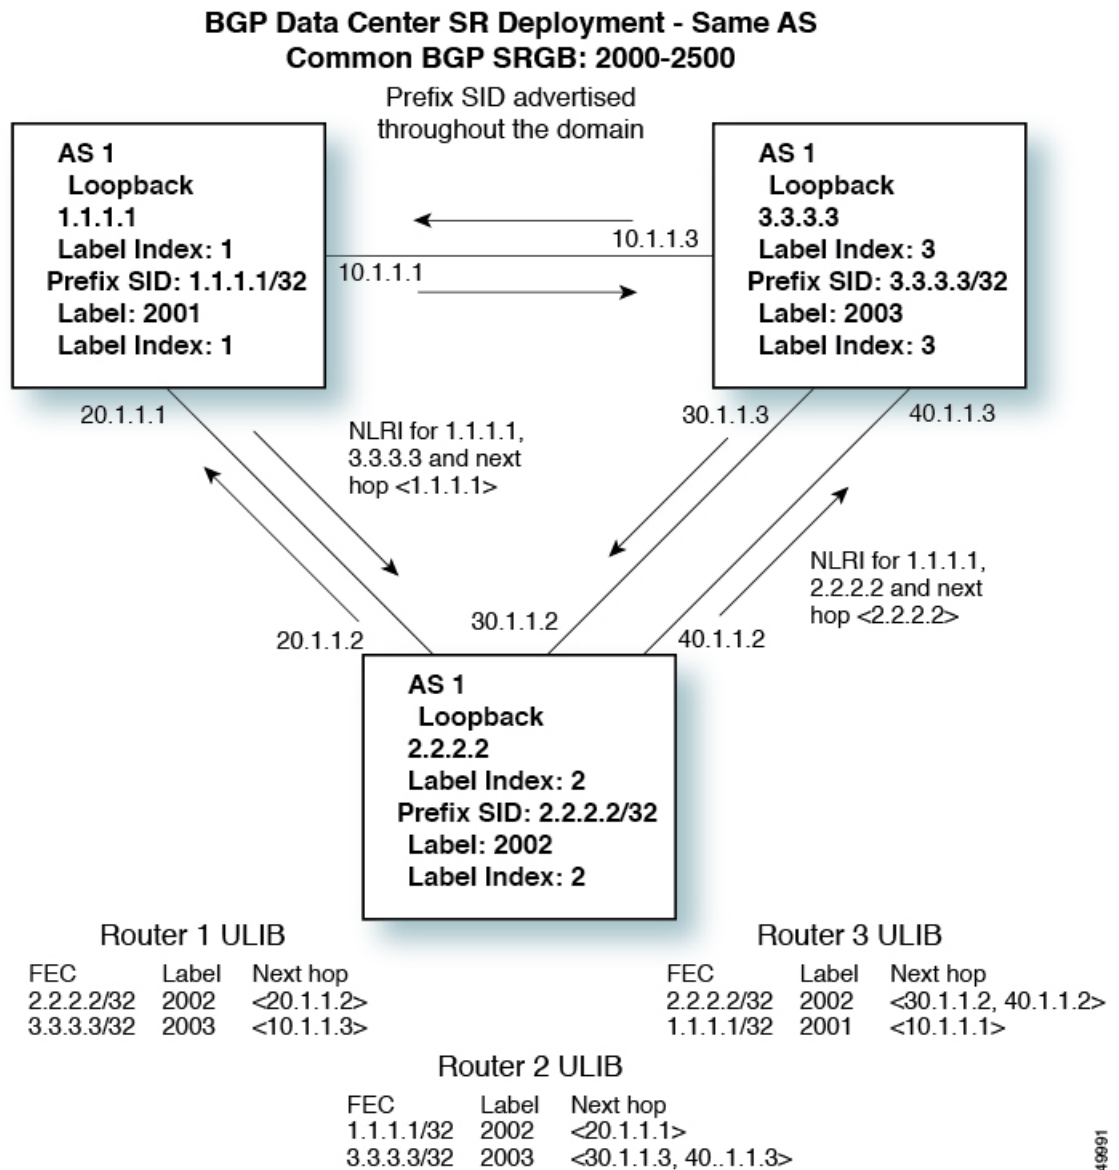 BGP Data Center SR Deployment - Same AS
Common BGP SRGB: 2000-2500
Prefix SID advertised
throughout the domain
AS 1
Loopback
1.1.1.1
Label Index: 1
Prefix SID: 1.1.1.1/32
Label: 2001
Label Index: 1
AS 1
Loopback
3.3.3.3
Label Index: 3
Prefix SID: 3.3.3.3/32
Label: 2003
Label Index: 3
10.1.1.3
10.1.1.1
20.1.1.1
30.1.1.3
40.1.1.3
NLRI for 1.1.1.1,
3.3.3.3 and next
hop <1.1.1.1>
NLRI for 1.1.1.1,
2.2.2.2 and next
hop <2.2.2.2>
20.1.1.2
30.1.1.2
40.1.1.2
AS 1
Loopback
2.2.2.2
Label Index: 2
Prefix SID: 2.2.2.2/32
Label: 2002
Label Index: 2
Router 1 ULIB
FEC Label Next hop
2.2.2.2/32 2002 <20.1.1.2>
3.3.3.3/32 2003 <10.1.1.3>
Router 3 ULIB
FEC Label Next hop
2.2.2.2/32 2002 <30.1.1.2, 40.1.1.2>
1.1.1.1/32 2001 <10.1.1.1>
Router 2 ULIB
FEC Label Next hop
1.1.1.1/32 2002 <20.1.1.1>
3.3.3.3/32 2003 <30.1.1.3, 40..1.1.3>